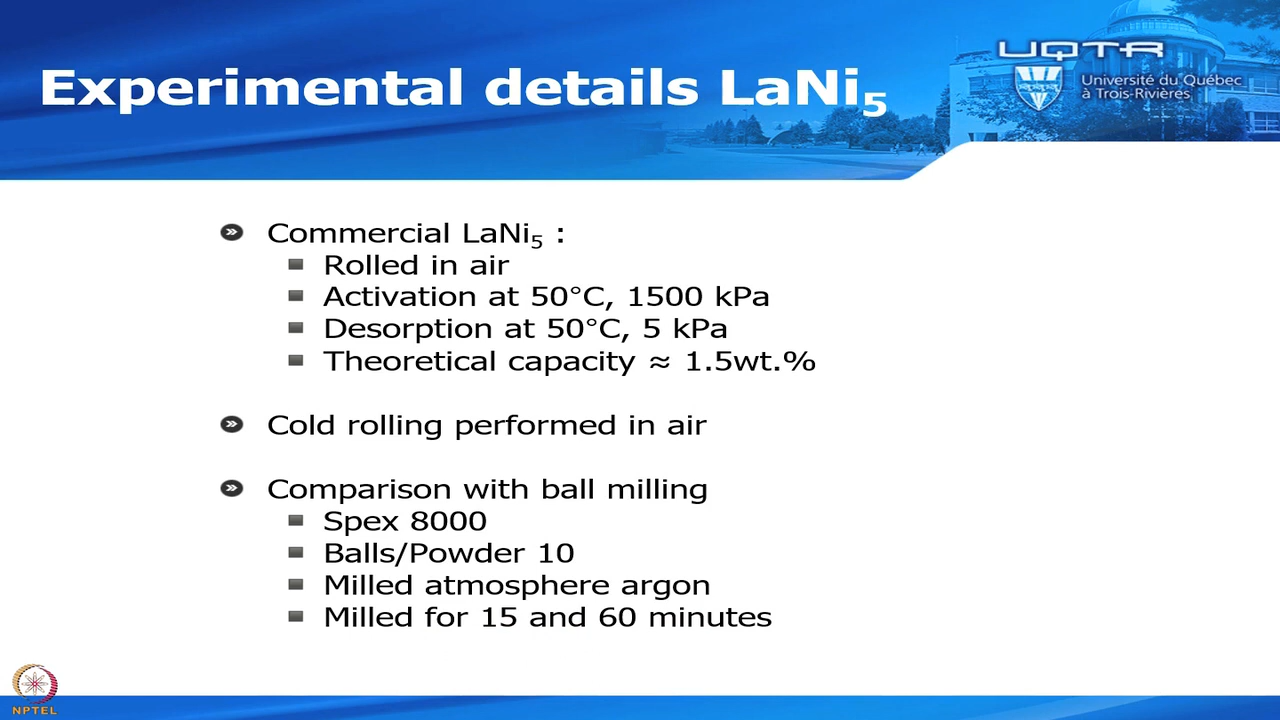 UQTR
Université du Québec
à Trois-Rivières
Experimental details LaNi₅
Commercial LaNi₅ :
Rolled in air
Activation at 50°C, 1500 kPa
Desorption at 50°C, 5 kPa
Theoretical capacity ≈ 1.5wt.%
Cold rolling performed in air
Comparison with ball milling
Spex 8000
Balls/Powder 10
Milled atmosphere argon
Milled for 15 and 60 minutes
NPTEL